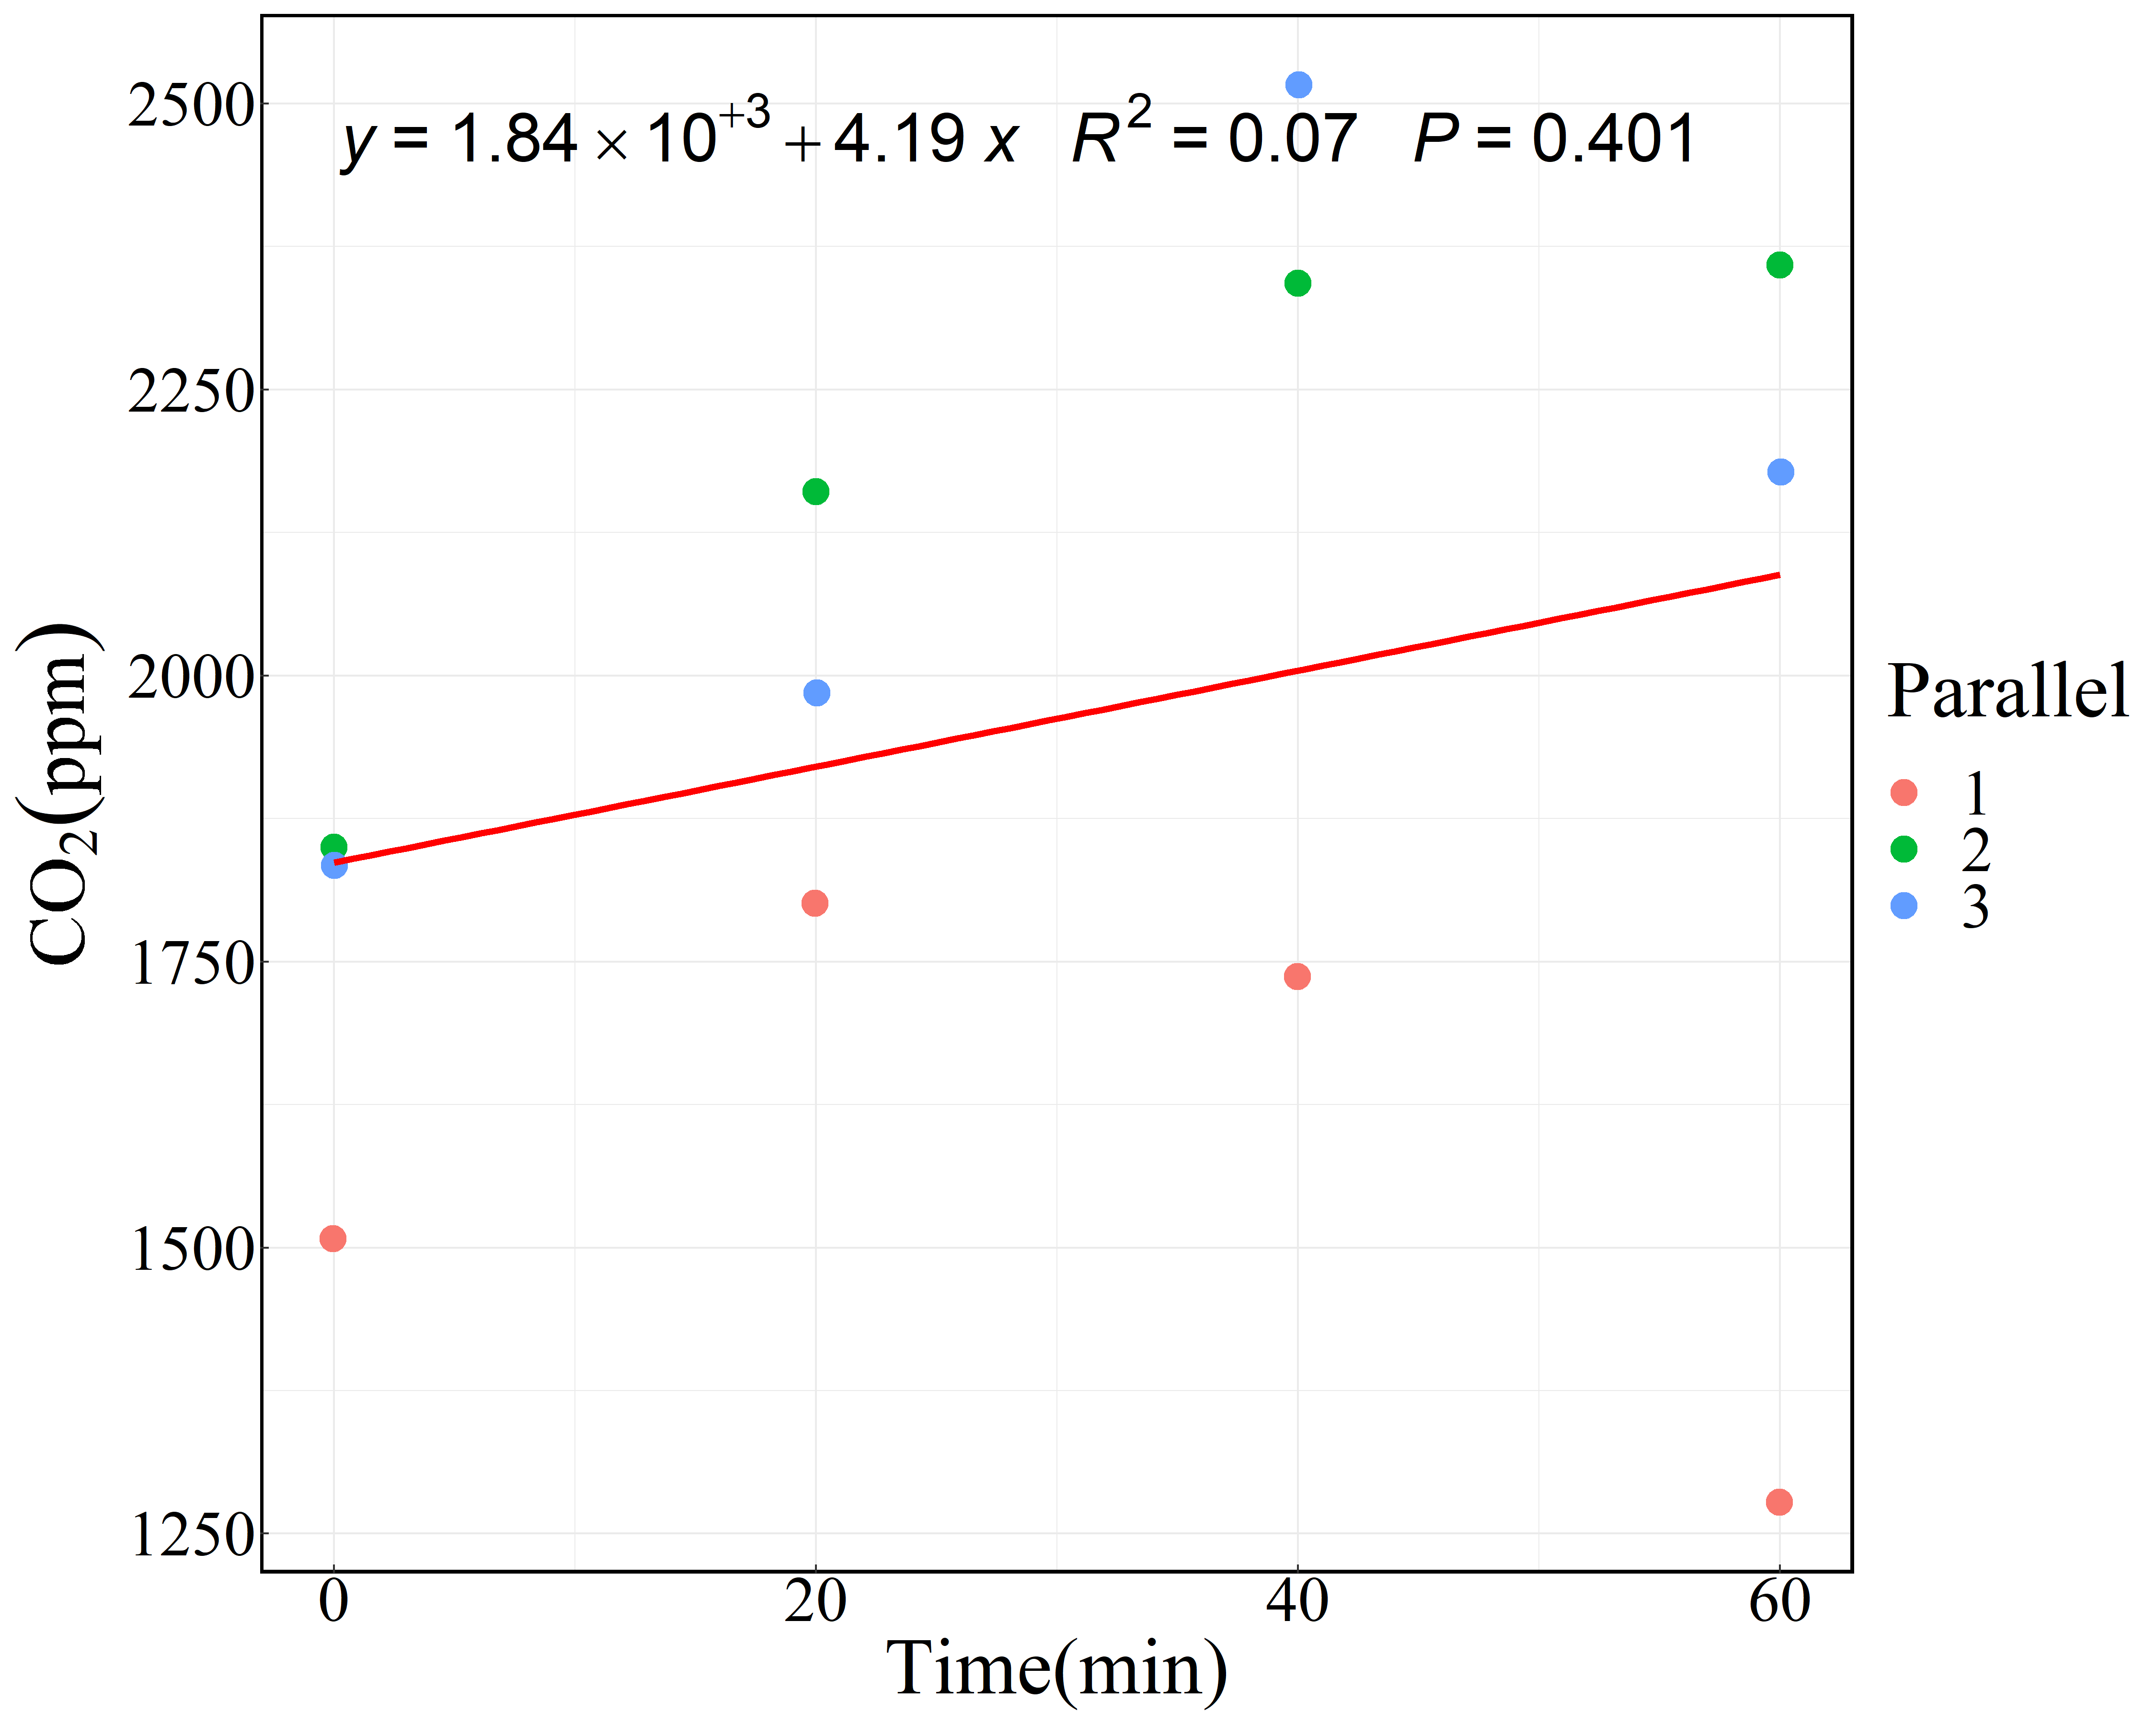 y = 1.84 × 10⁺³ + 4.19 x R² = 0.07 P = 0.401
2500
2250
2000
1750
1500
1250
CO₂(ppm)
0 20 40 60
Time(min)
Parallel
1
2
3